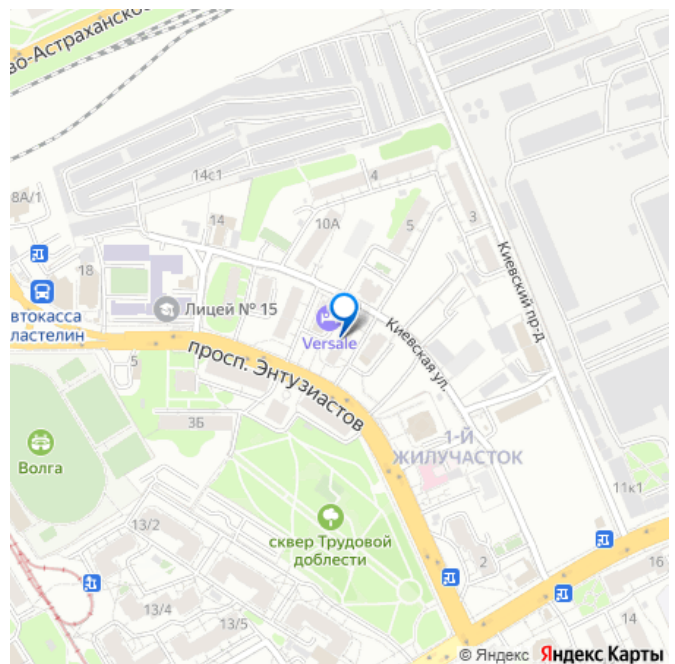 во-Астраханско
14с1
4
8А/1
14
10А
5
3
18
Киевский пр-д
втокасса
ластелин
Лицей № 15
Versale
Киевская ул.
просп. Энтузиастов
5
3Б
1-Й
ЖИЛУЧАСТОК
Волга
11к1
13/2
сквер Трудовой
доблести
2
16
13/4
13/5
14
© Яндекс Яндекс Карты